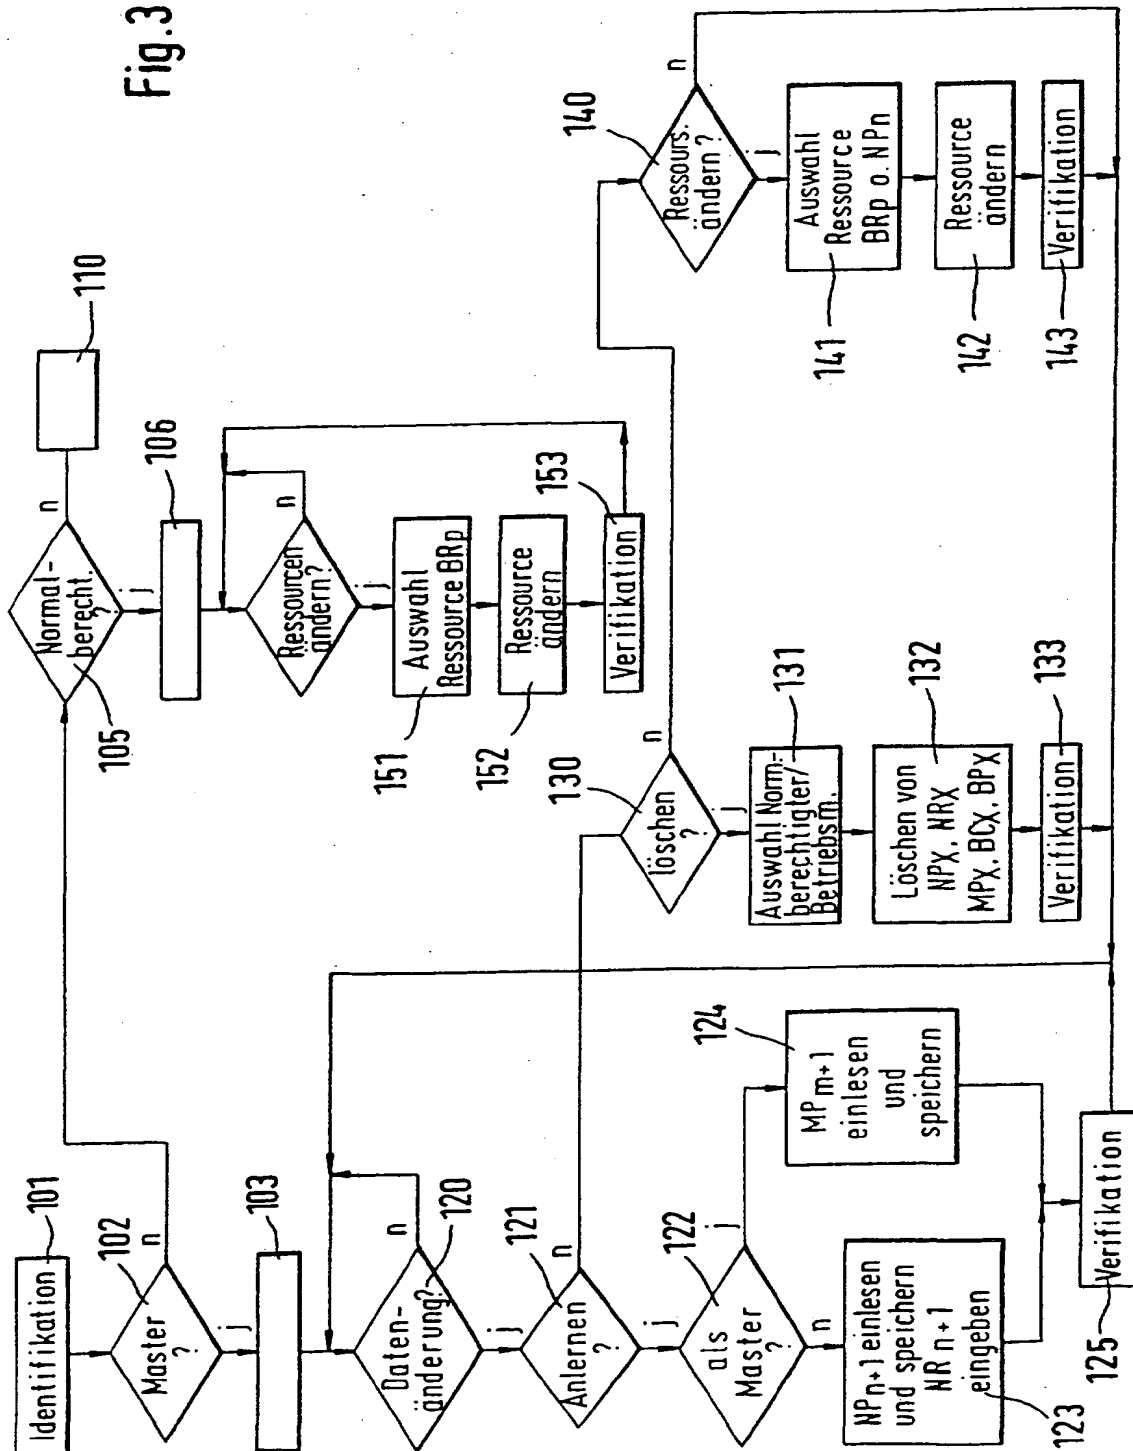 Fig.3
Identifikation
101
Master
?
102
n
j
103
Daten-
änderung?
120
n
j
Anlernen
?
121
n
j
als
Master
?
122
j
n
NPn+1 einlesen
und speichern
NR n+1
eingeben
123
MPm+1
einlesen
und
speichern
124
Verifikation
125
Normal-
berecht.
?
105
n
110
j
106
Ressourcen
ändern?
n
j
Auswahl
Ressource BRp
151
Ressource
ändern
152
Verifikation
153
löschen
?
130
n
j
Auswahl Norm.-
berechtigter/
Betriebsm.
131
Löschen von
NPX, NRX
MPX, BCX, BPX
132
Verifikation
133
Ressours.
ändern?
140
n
j
Auswahl
Ressource
BRp o. NPn
141
Ressource
ändern
142
Verifikation
143